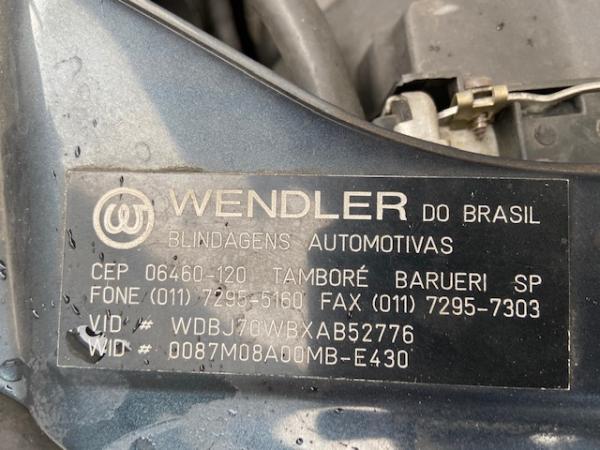 WENDLER DO BRASIL
BLINDAGENS AUTOMOTIVAS
CEP 06460-120 TAMBORÉ BARUERI SP
FONE (011) 7295-5160 FAX (011) 7295-7303
VID # WDBJ70WBXAB52776
WID # 0087M08A00MB-E430